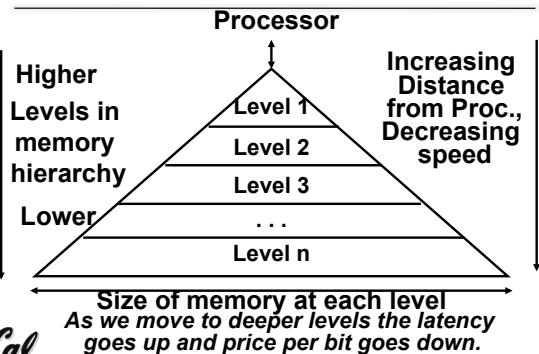 Processor
Higher
Levels in
memory
hierarchy
Lower
Level 1
Level 2
Level 3
. . .
Level n
Increasing
Distance
from Proc.,
Decreasing
speed
Size of memory at each level
As we move to deeper levels the latency
goes up and price per bit goes down.
Cal